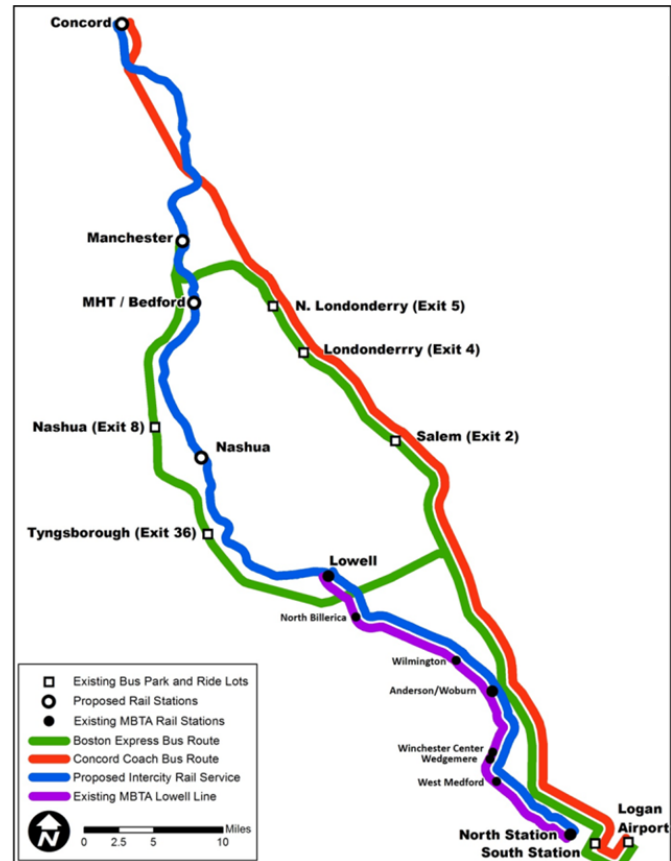 Concord
Manchester
MHT / Bedford
N. Londonderry (Exit 5)
Londonderrry (Exit 4)
Nashua (Exit 8)
Salem (Exit 2)
Nashua
Tyngsborough (Exit 36)
Lowell
North Billerica
Wilmington
Anderson/Woburn
Winchester Center
Wedgemere
West Medford
Logan
Airport
North Station
South Station
Existing Bus Park and Ride Lots
Proposed Rail Stations
Existing MBTA Rail Stations
Boston Express Bus Route
Concord Coach Bus Route
Proposed Intercity Rail Service
Existing MBTA Lowell Line
N
Miles
0 2.5 5 10